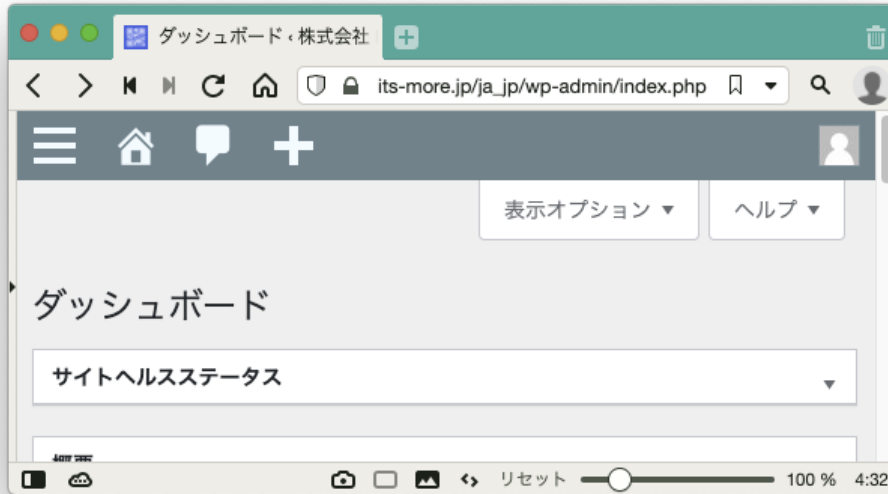 ダッシュボード ‹ 株式会社
its-more.jp/ja_jp/wp-admin/index.php
表示オプション ▼
ヘルプ ▼
ダッシュボード
サイトヘルスステータス
概要
リセット 100 % 4:32